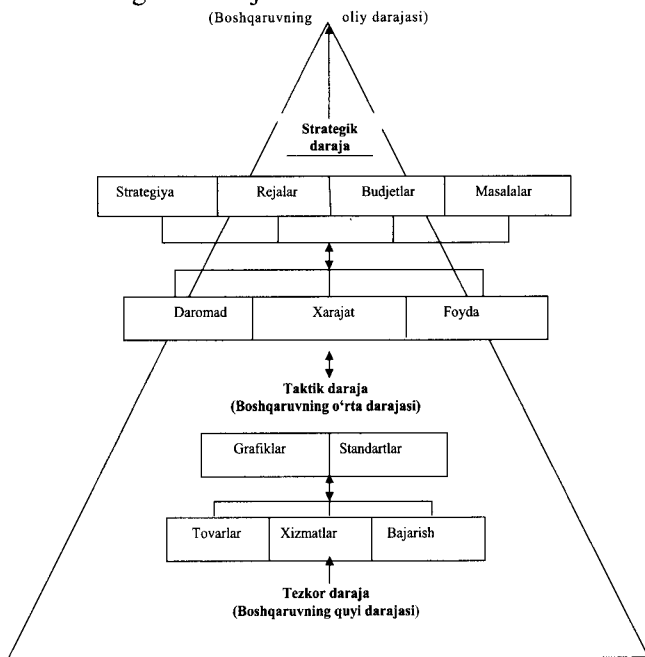 (Boshqaruvning oliy darajasi)
Strategik
daraja
Strategiya Rejalar Budjetlar Masalalar
Daromad Xarajat Foyda
Taktik daraja
(Boshqaruvning o‘rta darajasi)
Grafiklar Standartlar
Tovarlar Xizmatlar Bajarish
Tezkor daraja
(Boshqaruvning quyi darajasi)